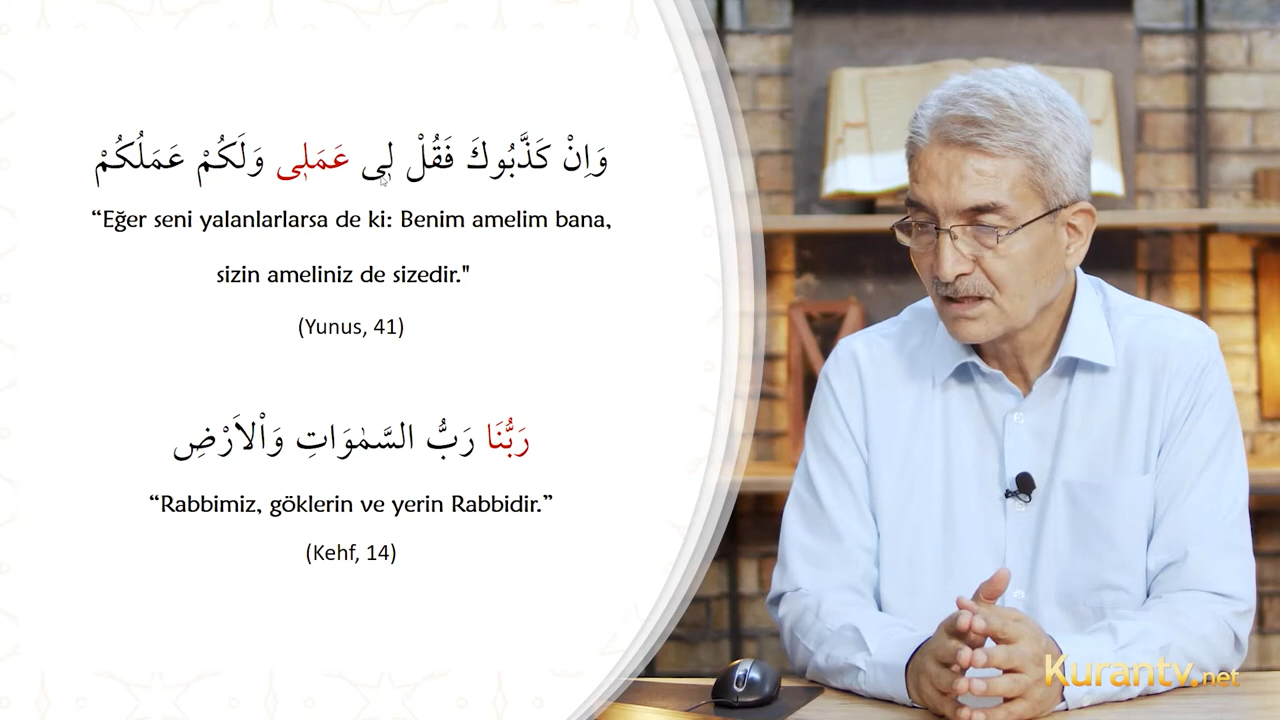 وَاِنْ كَذَّبُوكَ فَقُلْ لٖى عَمَلٖى وَلَكُمْ عَمَلُكُمْ
“Eğer seni yalanlarlarsa de ki: Benim amelim bana,
sizin ameliniz de sizedir."
(Yunus, 41)
رَبُّنَا رَبُّ السَّمٰوَاتِ وَالْاَرْضِ
“Rabbimiz, göklerin ve yerin Rabbidir.”
(Kehf, 14)
Kurantv.net